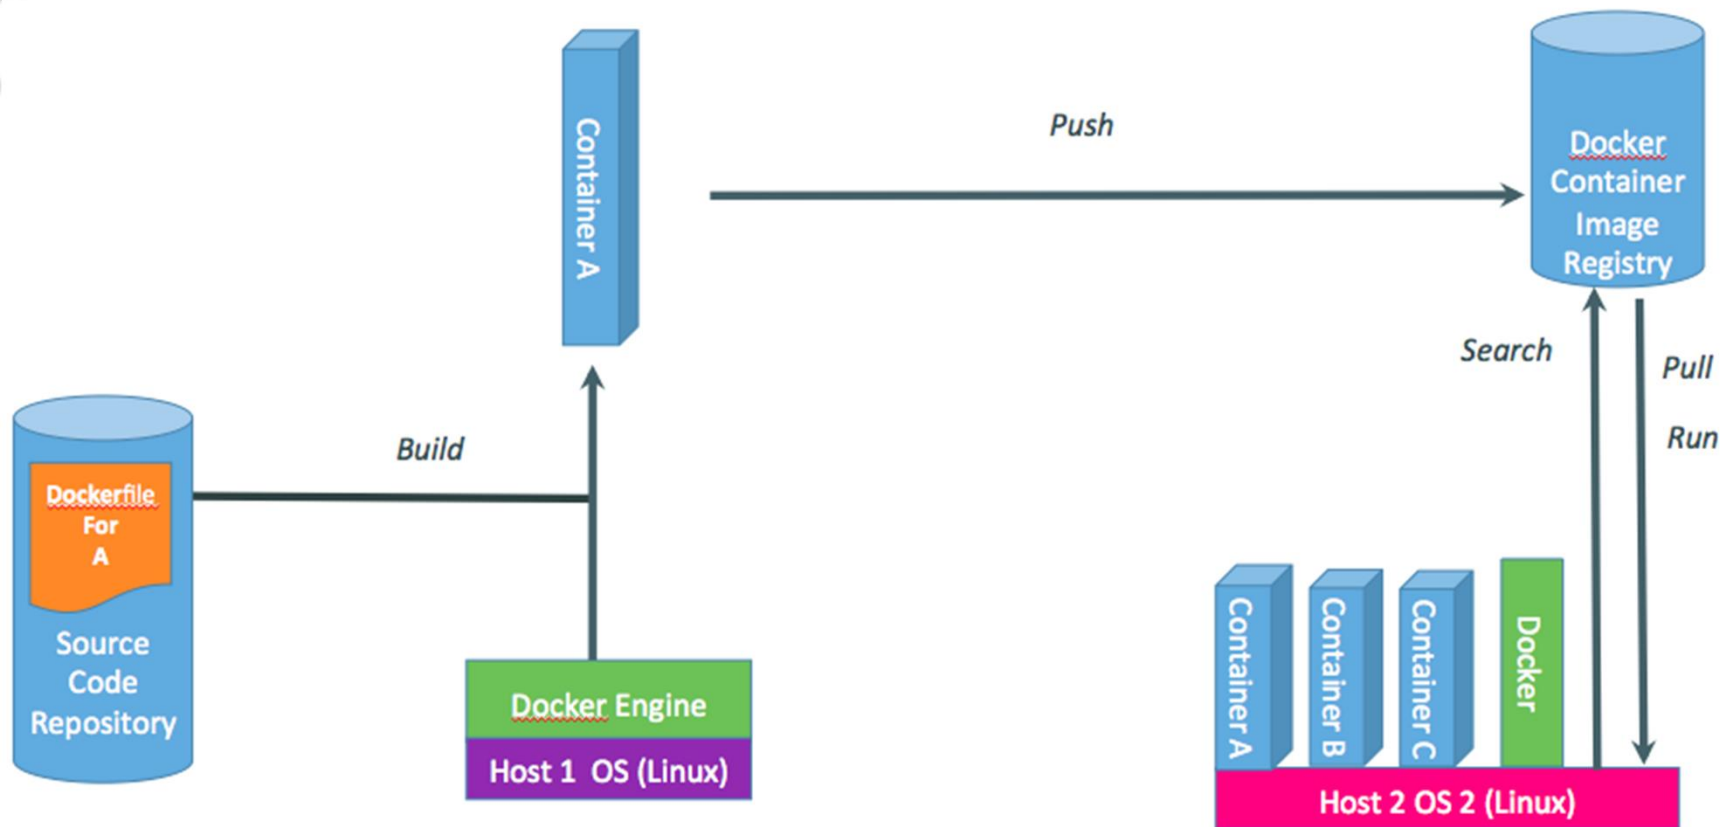 Container A
Push
Docker
Container
Image
Registry
Search
Pull
Run
Build
Dockerfile
For
A
Source
Code
Repository
Docker Engine
Host 1 OS (Linux)
Container A
Container B
Container C
Docker
Host 2 OS 2 (Linux)